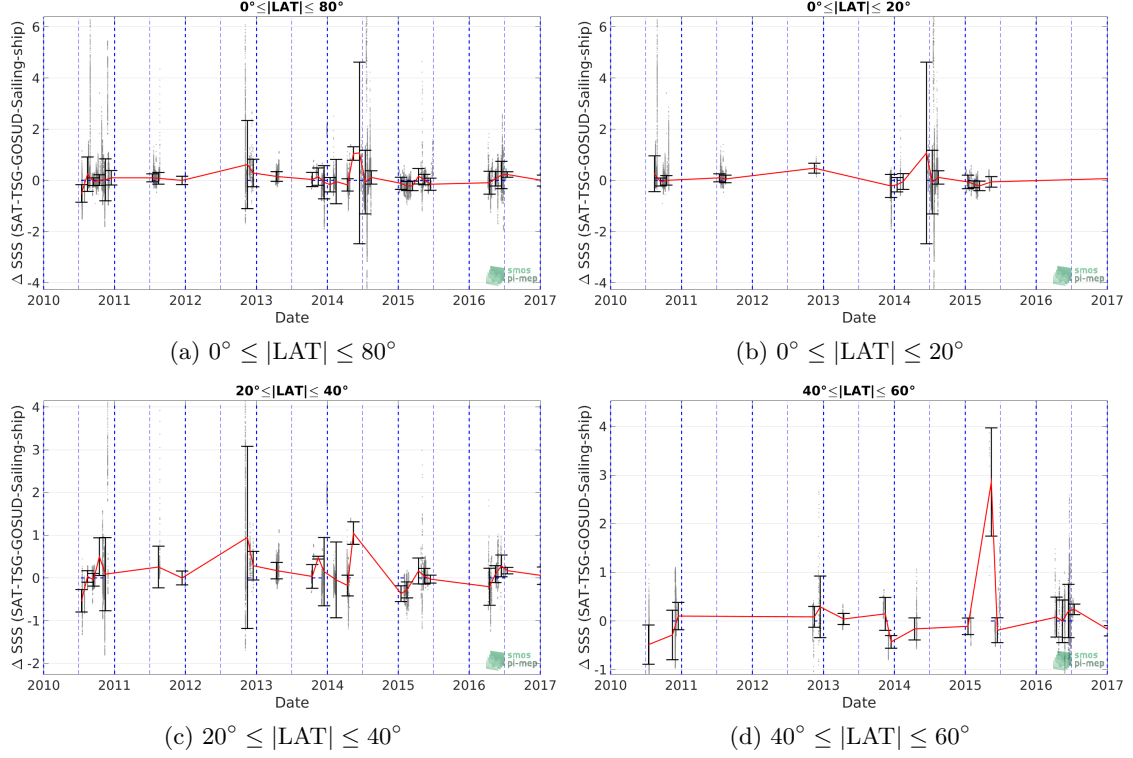 0°≤|LAT|≤ 80°
Δ SSS (SAT-TSG-GOSUD-Sailing-ship)
6
4
2
0
-2
-4
2010 2011 2012 2013 2014 2015 2016 2017
Date
smos
pi-mep
(a) 0° ≤ |LAT| ≤ 80°
0°≤|LAT|≤ 20°
Δ SSS (SAT-TSG-GOSUD-Sailing-ship)
6
4
2
0
-2
-4
2010 2011 2012 2013 2014 2015 2016 2017
Date
smos
pi-mep
(b) 0° ≤ |LAT| ≤ 20°
20°≤|LAT|≤ 40°
Δ SSS (SAT-TSG-GOSUD-Sailing-ship)
4
3
2
1
0
-1
-2
2010 2011 2012 2013 2014 2015 2016 2017
Date
smos
pi-mep
(c) 20° ≤ |LAT| ≤ 40°
40°≤|LAT|≤ 60°
Δ SSS (SAT-TSG-GOSUD-Sailing-ship)
4
3
2
1
0
-1
2010 2011 2012 2013 2014 2015 2016 2017
Date
smos
pi-mep
(d) 40° ≤ |LAT| ≤ 60°